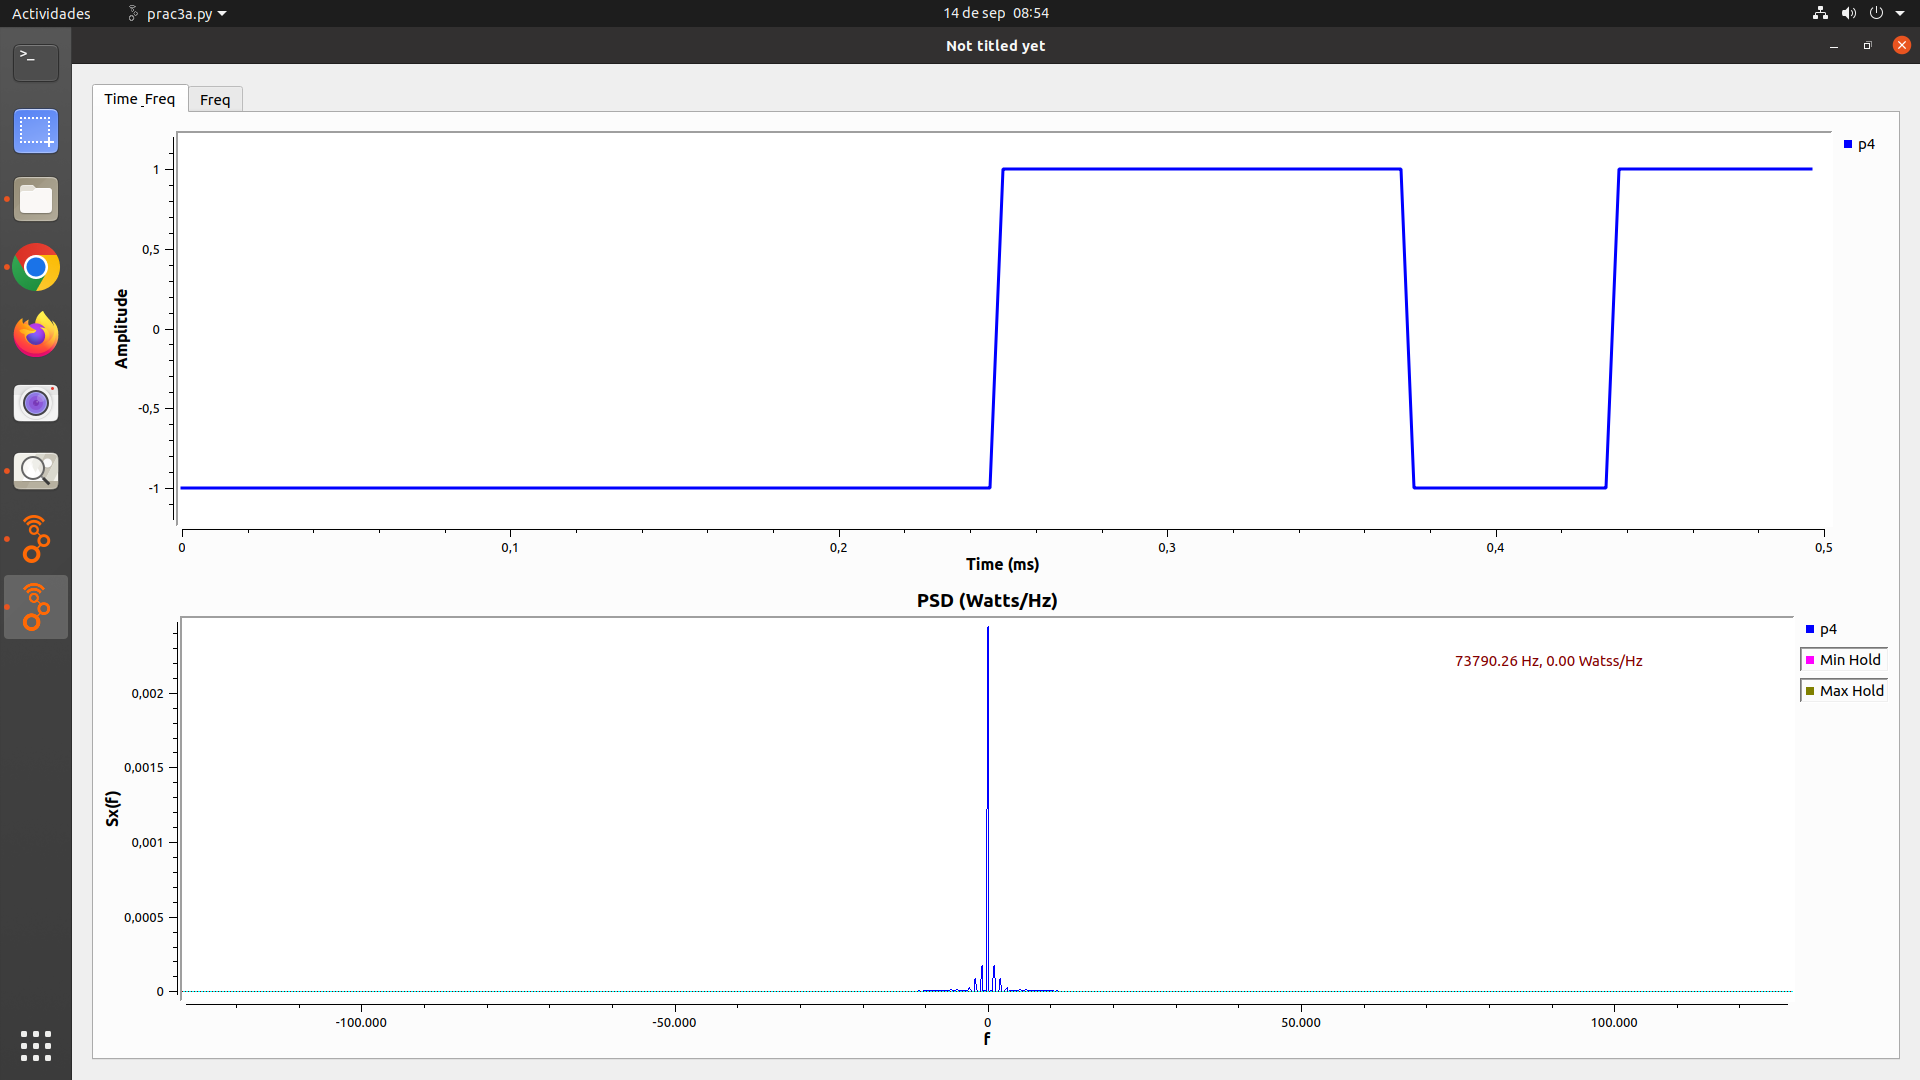 Actividades prac3a.py 14 de sep 08:54
Not titled yet
Time_Freq Freq
p4
1
0,5
0
-0,5
-1
Amplitude
0 0,1 0,2 0,3 0,4 0,5
Time (ms)
PSD (Watts/Hz)
p4
Min Hold
Max Hold
73790.26 Hz, 0.00 Watss/Hz
0,002
0,0015
0,001
0,0005
0
Sx(f)
-100.000 -50.000 0 50.000 100.000
f